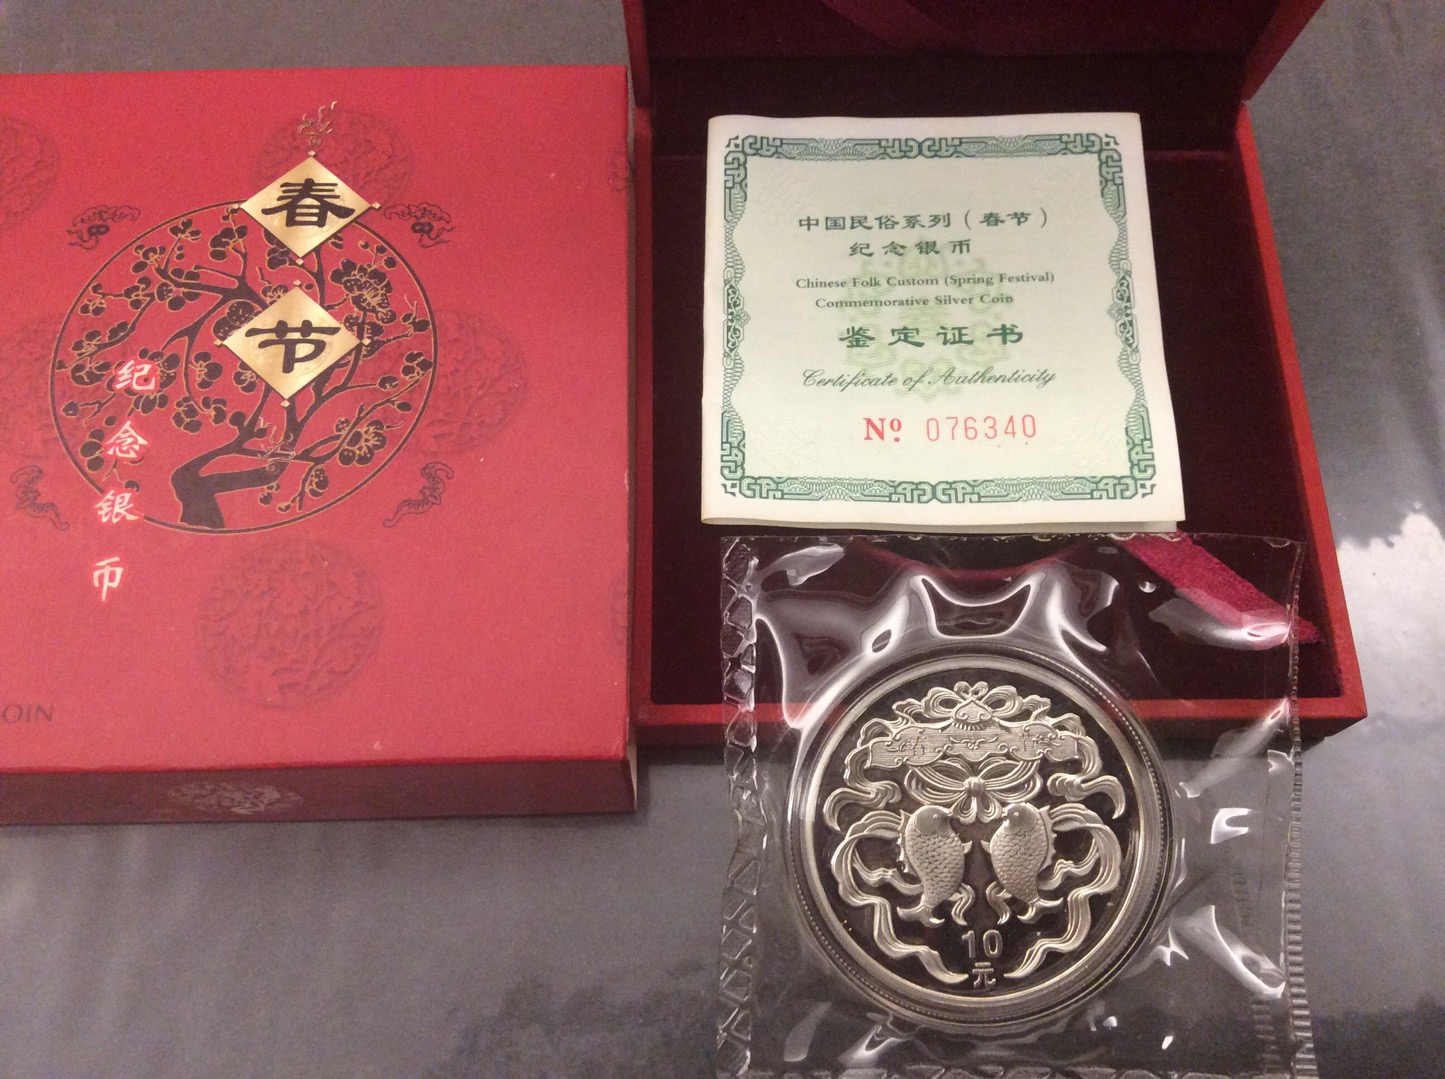 春
节
纪
念
银
币
OIN
中国民俗系列（春节）
纪念银币
Chinese Folk Custom (Spring Festival)
Commemorative Silver Coin
鉴定证书
Certificate of Authenticity
Nº 076340
10
元